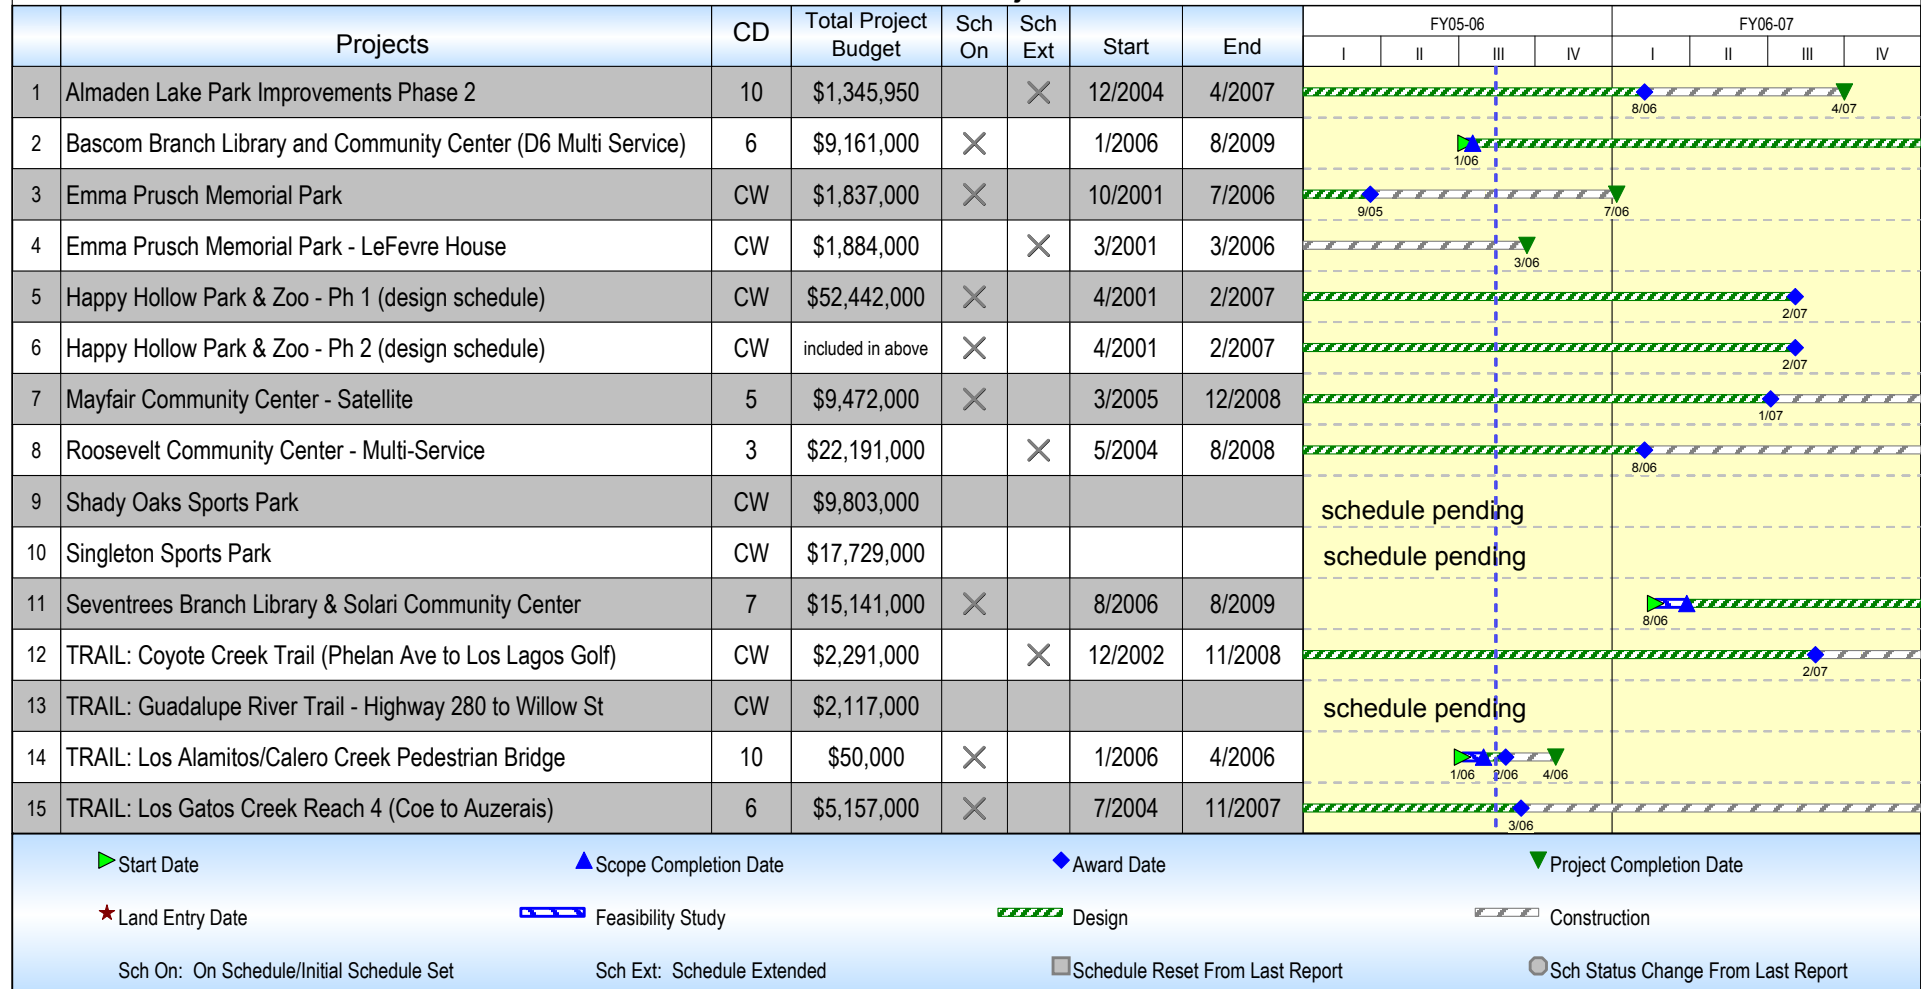 Projects CD Total Project Budget Sch On Sch Ext Start End FY05-06 FY06-07
I II III IV I II III IV
1 Almaden Lake Park Improvements Phase 2 10 $1,345,950 12/2004 4/2007 8/06 4/07
2 Bascom Branch Library and Community Center (D6 Multi Service) 6 $9,161,000 1/2006 8/2009 1/06
3 Emma Prusch Memorial Park CW $1,837,000 10/2001 7/2006 9/05 7/06
4 Emma Prusch Memorial Park - LeFevre House CW $1,884,000 3/2001 3/2006 3/06
5 Happy Hollow Park & Zoo - Ph 1 (design schedule) CW $52,442,000 4/2001 2/2007 2/07
6 Happy Hollow Park & Zoo - Ph 2 (design schedule) CW included in above 4/2001 2/2007 2/07
7 Mayfair Community Center - Satellite 5 $9,472,000 3/2005 12/2008 1/07
8 Roosevelt Community Center - Multi-Service 3 $22,191,000 5/2004 8/2008 8/06
9 Shady Oaks Sports Park CW $9,803,000 schedule pending
10 Singleton Sports Park CW $17,729,000 schedule pending
11 Seventrees Branch Library & Solari Community Center 7 $15,141,000 8/2006 8/2009 8/06
12 TRAIL: Coyote Creek Trail (Phelan Ave to Los Lagos Golf) CW $2,291,000 12/2002 11/2008 2/07
13 TRAIL: Guadalupe River Trail - Highway 280 to Willow St CW $2,117,000 schedule pending
14 TRAIL: Los Alamitos/Calero Creek Pedestrian Bridge 10 $50,000 1/2006 4/2006 1/06 2/06 4/06
15 TRAIL: Los Gatos Creek Reach 4 (Coe to Auzerais) 6 $5,157,000 7/2004 11/2007 3/06
Start Date Scope Completion Date Award Date Project Completion Date
Land Entry Date Feasibility Study Design Construction
Sch On: On Schedule/Initial Schedule Set Sch Ext: Schedule Extended Schedule Reset From Last Report Sch Status Change From Last Report